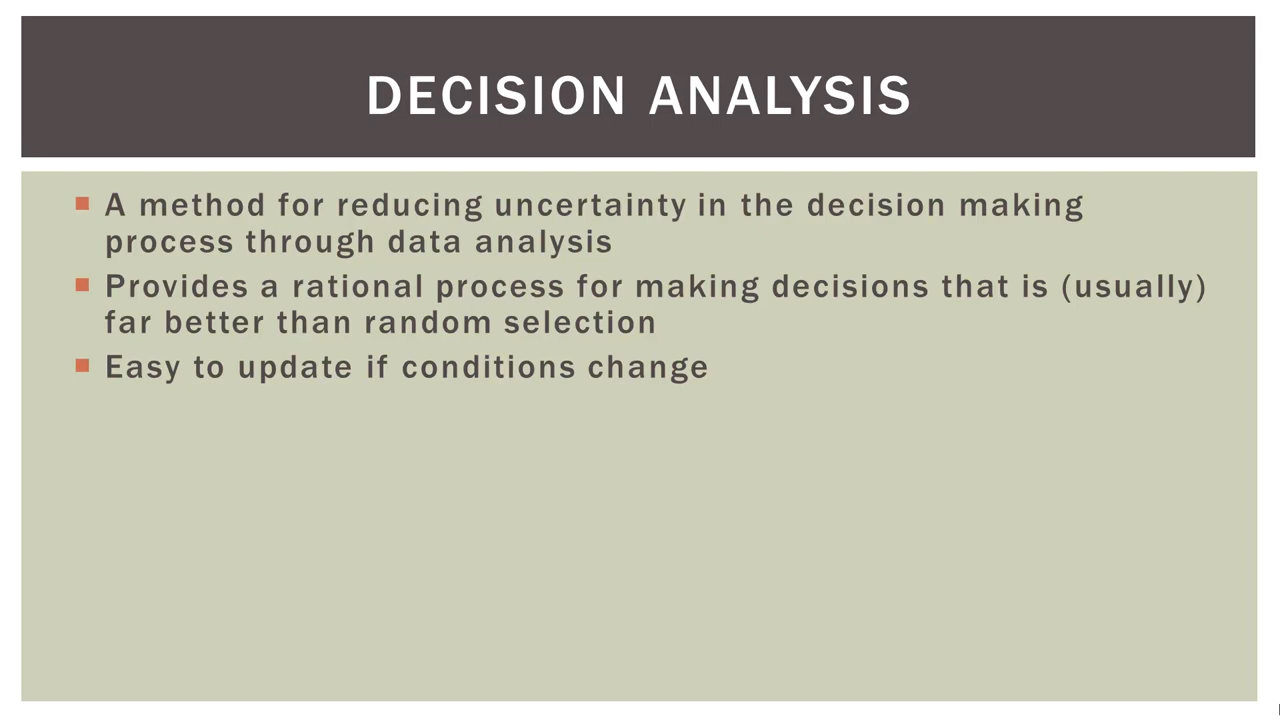 DECISION ANALYSIS
A method for reducing uncertainty in the decision making
process through data analysis
Provides a rational process for making decisions that is (usually)
far better than random selection
Easy to update if conditions change